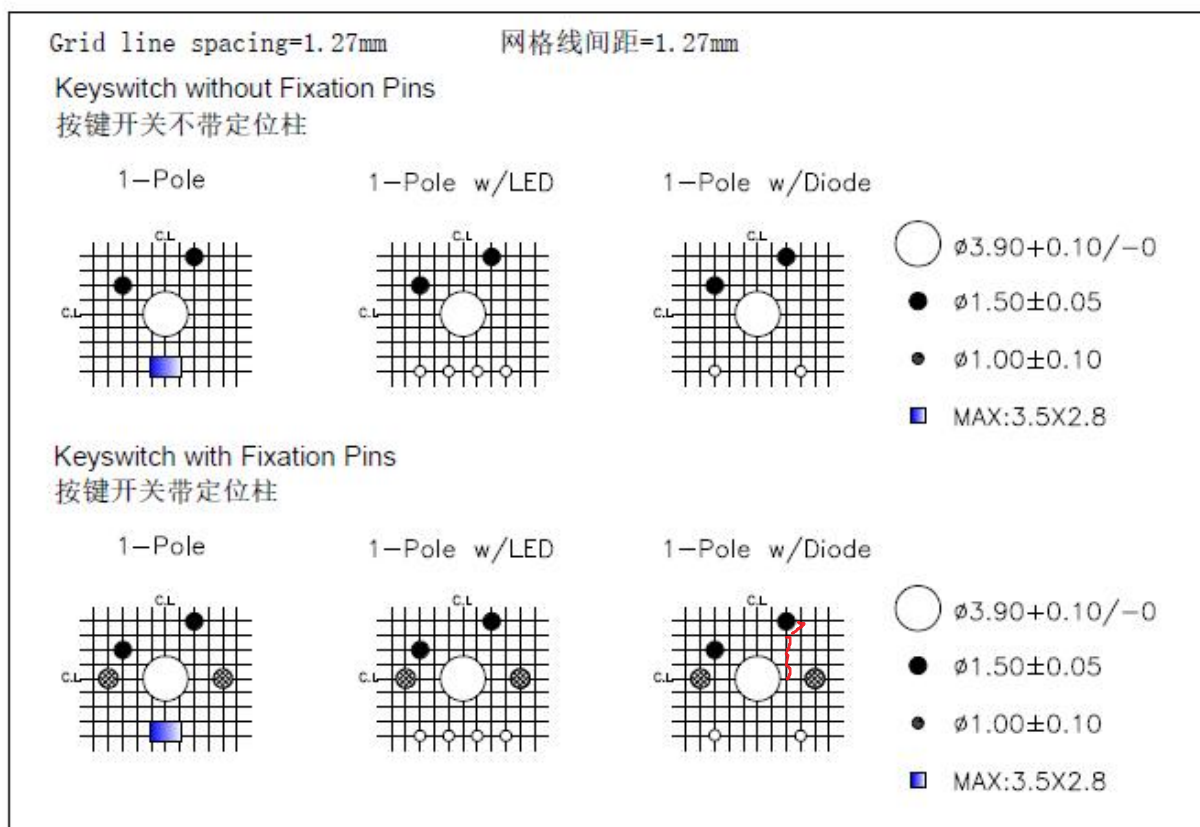 Grid line spacing=1.27mm 网格线间距=1.27mm
Keyswitch without Fixation Pins
按键开关不带定位柱
1-Pole 1-Pole w/LED 1-Pole w/Diode
C.L C.L C.L
ø3.90+0.10/-0
ø1.50±0.05
C.L C.L C.L
ø1.00±0.10
MAX:3.5X2.8
Keyswitch with Fixation Pins
按键开关带定位柱
1-Pole 1-Pole w/LED 1-Pole w/Diode
C.L C.L C.L
ø3.90+0.10/-0
ø1.50±0.05
C.L C.L C.L
ø1.00±0.10
MAX:3.5X2.8